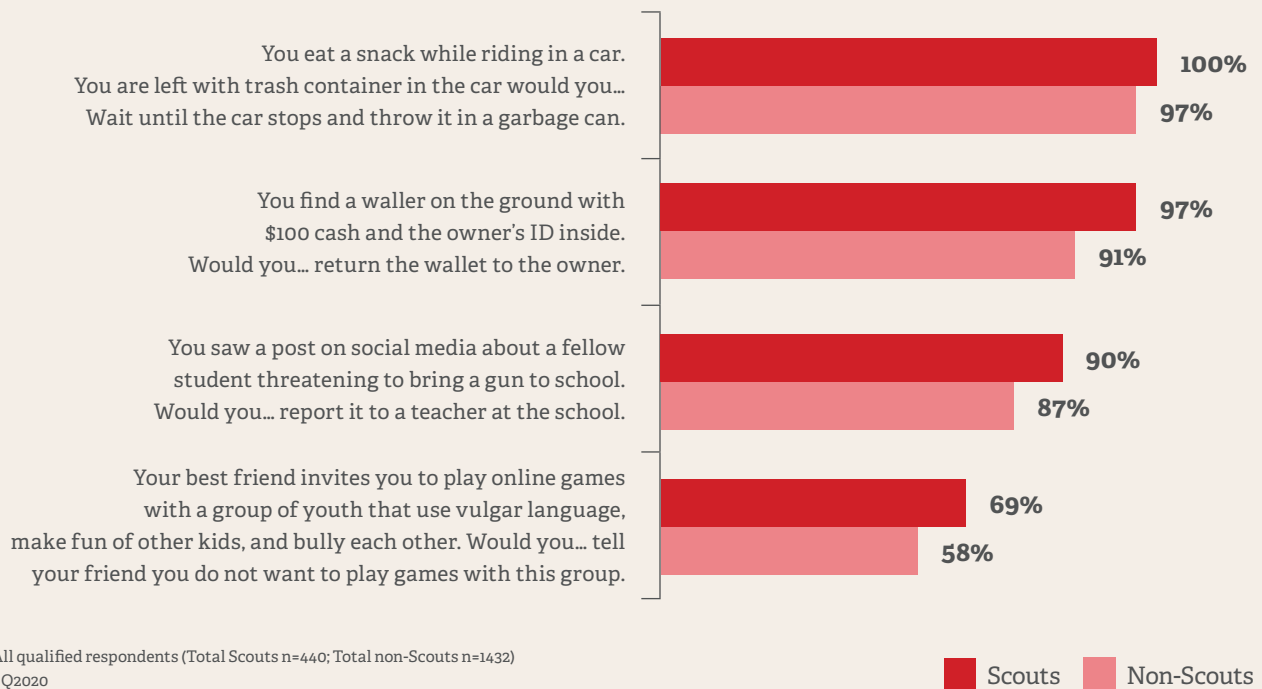 You eat a snack while riding in a car.
You are left with trash container in the car would you...
Wait until the car stops and throw it in a garbage can.
100%
97%
You find a waller on the ground with
$100 cash and the owner's ID inside.
Would you... return the wallet to the owner.
97%
91%
You saw a post on social media about a fellow
student threatening to bring a gun to school.
Would you... report it to a teacher at the school.
90%
87%
Your best friend invites you to play online games
with a group of youth that use vulgar language,
make fun of other kids, and bully each other. Would you... tell
your friend you do not want to play games with this group.
69%
58%
All qualified respondents (Total Scouts n=440; Total non-Scouts n=1432)
Q2020
Scouts
Non-Scouts